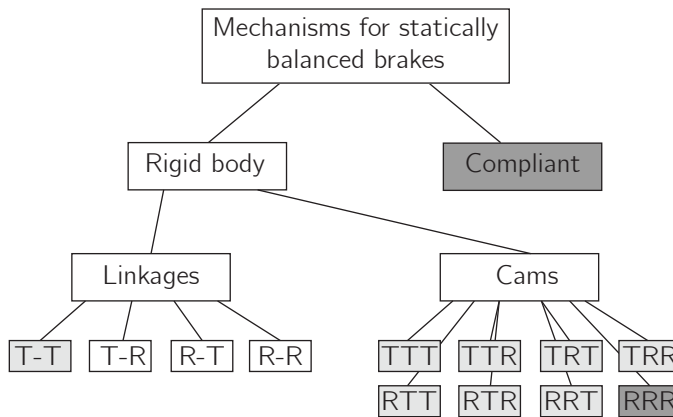 Mechanisms for statically
balanced brakes
Rigid body
Compliant
Linkages
Cams
T-T
T-R
R-T
R-R
TTT
TTR
TRT
TRR
RTT
RTR
RRT
RRR